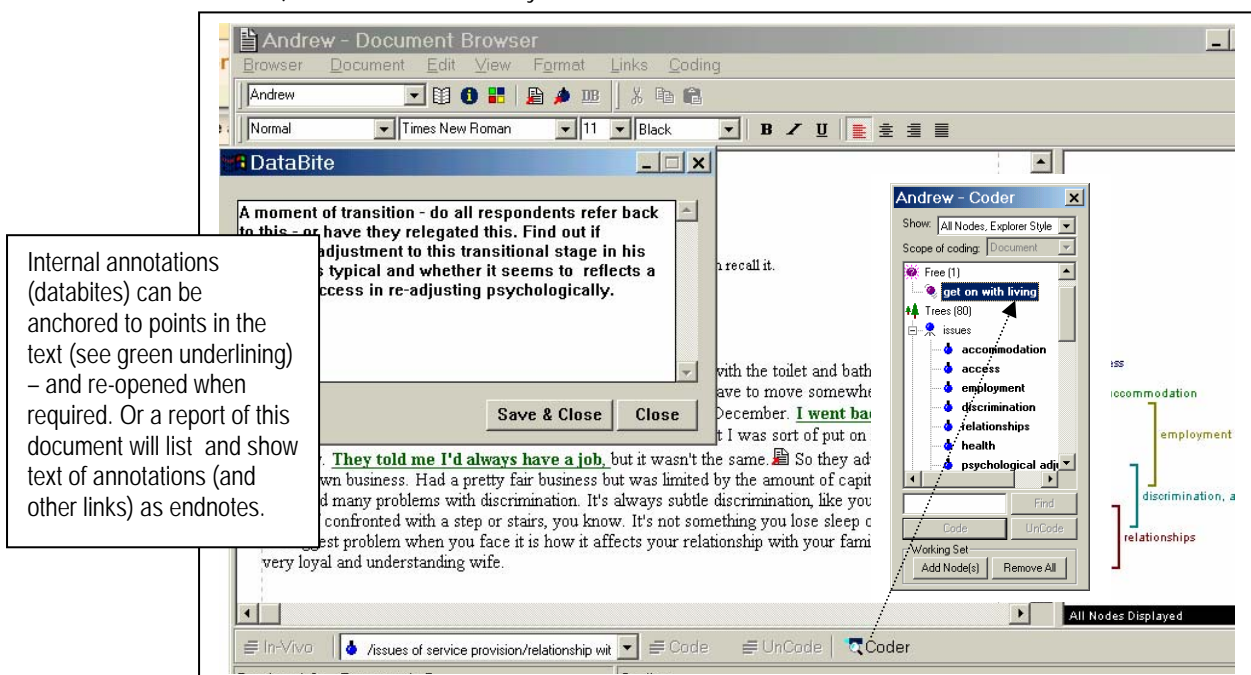 Andrew - Document Browser
Browser Document Edit View Format Links Coding
Andrew
DB
Normal Times New Roman 11 Black B I U
DataBite
A moment of transition - do all respondents refer back
to this - or have they relegated this. Find out if
adjustment to this transitional stage in his
s typical and whether it seems to reflects a
ccess in re-adjusting psychologically.
Save & Close Close
Internal annotations
(databites) can be
anchored to points in the
text (see green underlining)
– and re-opened when
required. Or a report of this
document will list and show
text of annotations (and
other links) as endnotes.
n recall it.
with the toilet and bath
ave to move somewhe
December. I went bac
t I was sort of put on
They told me I'd always have a job, but it wasn't the same. So they ad
wn business. Had a pretty fair business but was limited by the amount of capit
d many problems with discrimination. It's always subtle discrimination, like you
confronted with a step or stairs, you know. It's not something you lose sleep o
gest problem when you face it is how it affects your relationship with your fami
very loyal and understanding wife.
Andrew - Coder
Show: All Nodes, Explorer Style
Scope of coding: Document
Free (1)
get on with living
Trees (80)
issues
accommodation
access
employment
discrimination
relationships
health
psychological adju
Find
Code UnCode
Working Set
Add Node(s) Remove All
ess
ccommodation
employment
discrimination, a
relationships
All Nodes Displayed
In-Vivo /issues of service provision/relationship wit Code UnCode Coder